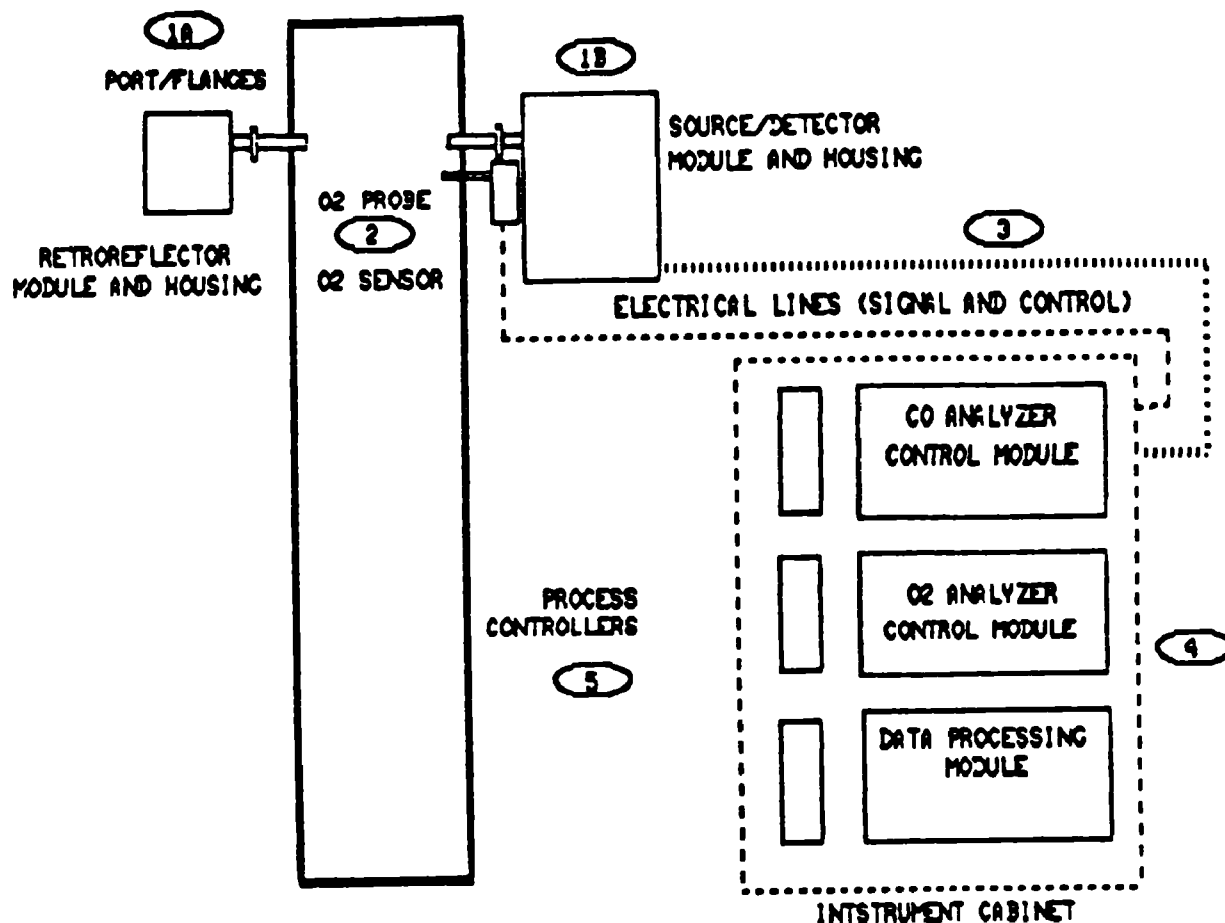 1A
PORT/FLANGES
1B
SOURCE/DETECTOR
MODULE AND HOUSING
O2 PROBE
2
O2 SENSOR
RETROREFLECTOR
MODULE AND HOUSING
3
ELECTRICAL LINES (SIGNAL AND CONTROL)
CO ANALYZER
CONTROL MODULE
O2 ANALYZER
CONTROL MODULE
4
PROCESS
CONTROLLERS
5
DATA PROCESSING
MODULE
INTSTRUMENT CABINET